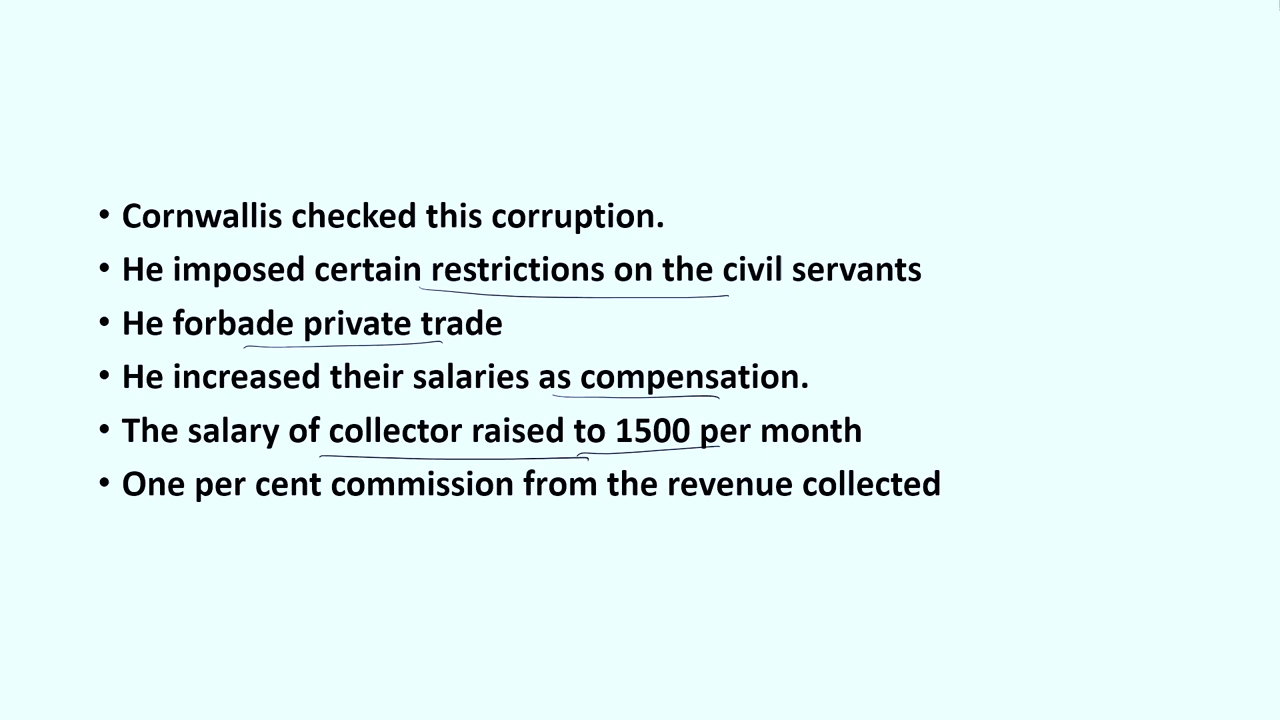 • Cornwallis checked this corruption.
• He imposed certain restrictions on the civil servants
• He forbade private trade
• He increased their salaries as compensation.
• The salary of collector raised to 1500 per month
• One per cent commission from the revenue collected